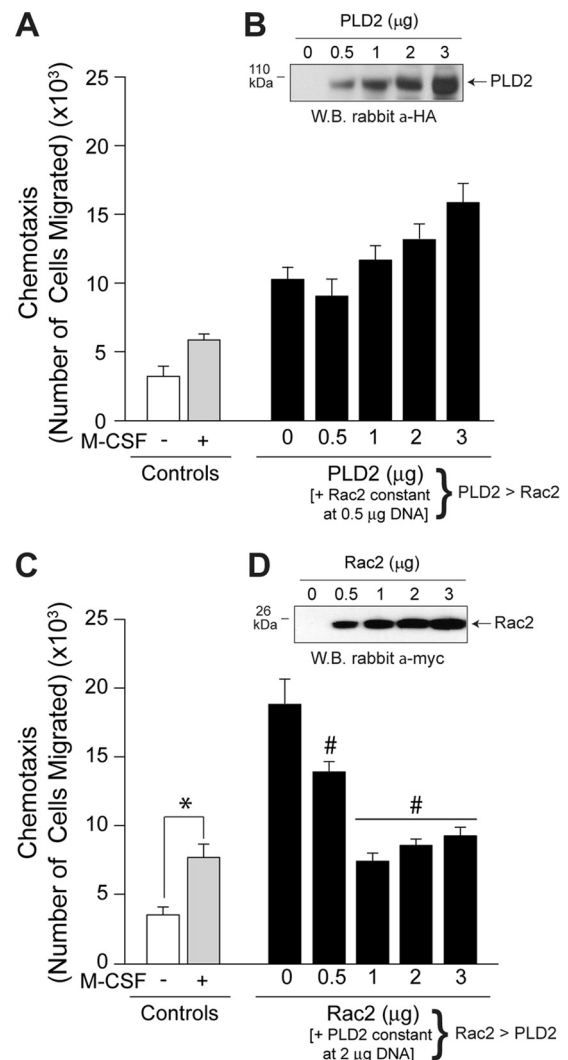 A
B
PLD2 (μg)
0 0.5 1 2 3
110
kDa
PLD2
W.B. rabbit a-HA
Chemotaxis
(Number of Cells Migrated) (x10³)
25
20
15
10
5
0
M-CSF - +
0 0.5 1 2 3
Controls
PLD2 (μg)
[+ Rac2 constant
at 0.5 μg DNA]
PLD2 > Rac2
C
D
Rac2 (μg)
0 0.5 1 2 3
26
kDa
Rac2
W.B. rabbit a-myc
Chemotaxis
(Number of Cells Migrated) (x10³)
25
20
15
10
5
0
*
#
#
M-CSF - +
0 0.5 1 2 3
Controls
Rac2 (μg)
[+ PLD2 constant
at 2 μg DNA]
Rac2 > PLD2